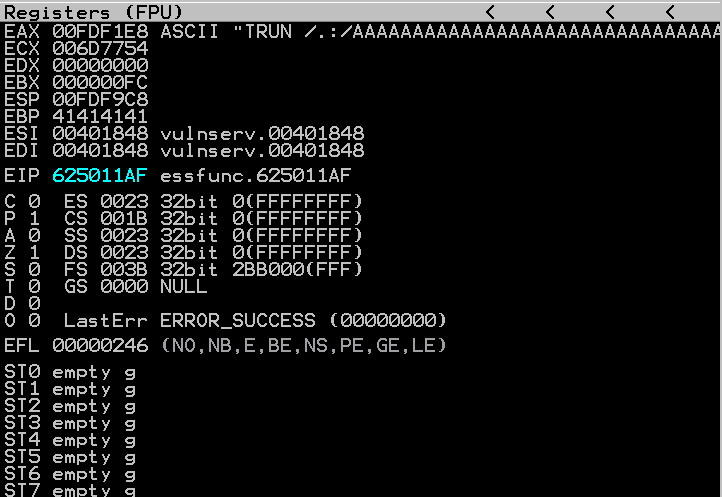 Registers (FPU) < < < <
EAX 00FDF1E8 ASCII "TRUN /.:/AAAAAAAAAAAAAAAAAAAAAAAAAAAAAAA
ECX 006D7754
EDX 00000000
EBX 000000FC
ESP 00FDF9C8
EBP 41414141
ESI 00401848 vulnserv.00401848
EDI 00401848 vulnserv.00401848
EIP 625011AF essfunc.625011AF
C 0 ES 0023 32bit 0(FFFFFFFF)
P 1 CS 001B 32bit 0(FFFFFFFF)
A 0 SS 0023 32bit 0(FFFFFFFF)
Z 1 DS 0023 32bit 0(FFFFFFFF)
S 0 FS 003B 32bit 2BB000(FFF)
T 0 GS 0000 NULL
D 0
O 0 LastErr ERROR_SUCCESS (00000000)
EFL 00000246 (NO,NB,E,BE,NS,PE,GE,LE)
ST0 empty g
ST1 empty g
ST2 empty g
ST3 empty g
ST4 empty g
ST5 empty g
ST6 empty g
ST7 empty g